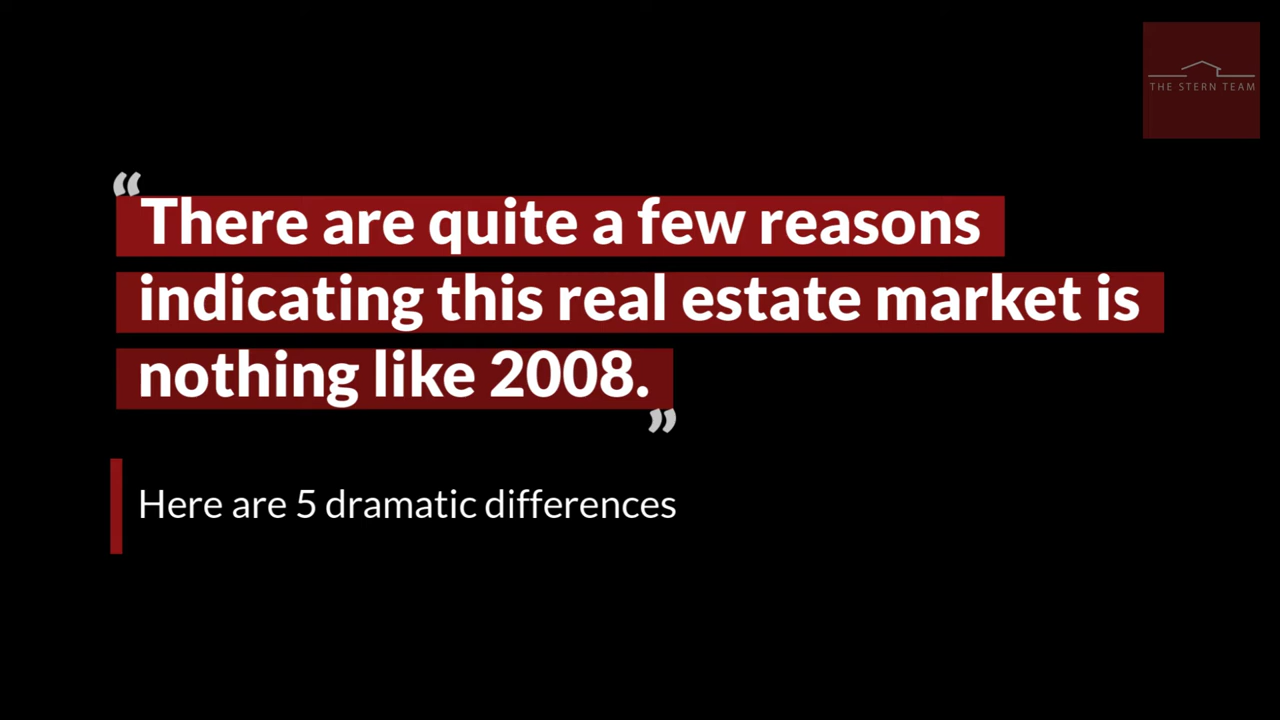 THE STERN TEAM
“There are quite a few reasons
indicating this real estate market is
nothing like 2008.”
Here are 5 dramatic differences